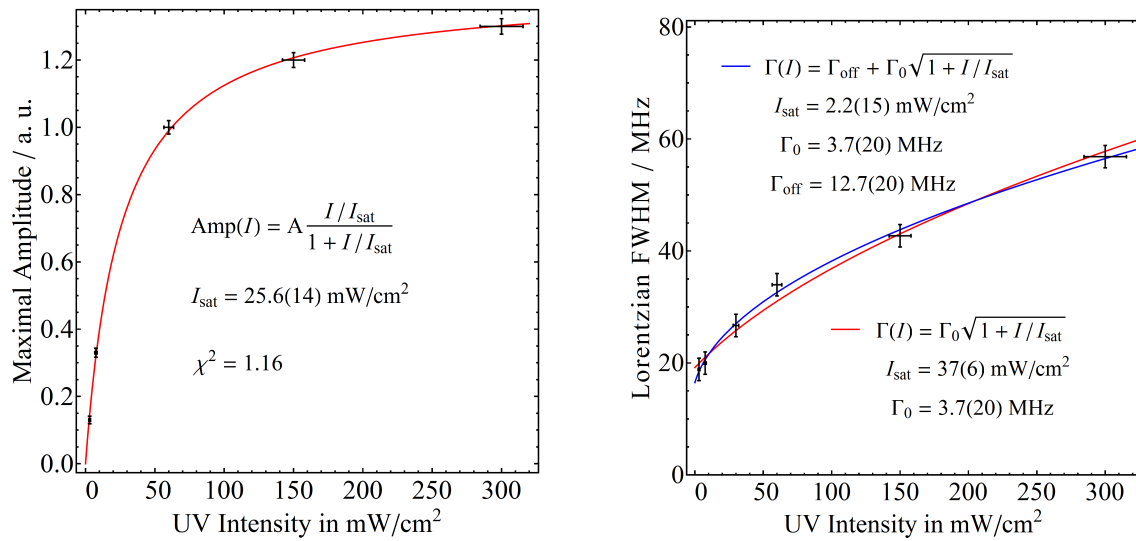 Maximal Amplitude / a. u.
1.2
1.0
0.8
0.6
0.4
0.2
0.0
Amp(I) = A (I/I_sat)/(1 + I/I_sat)
I_sat = 25.6(14) mW/cm²
χ² = 1.16
0 50 100 150 200 250 300
UV Intensity in mW/cm²
Lorentzian FWHM / MHz
80
60
40
20
0
Γ(I) = Γ_off + Γ_0 √(1 + I/I_sat)
I_sat = 2.2(15) mW/cm²
Γ_0 = 3.7(20) MHz
Γ_off = 12.7(20) MHz
Γ(I) = Γ_0 √(1 + I/I_sat)
I_sat = 37(6) mW/cm²
Γ_0 = 3.7(20) MHz
0 50 100 150 200 250 300
UV Intensity in mW/cm²